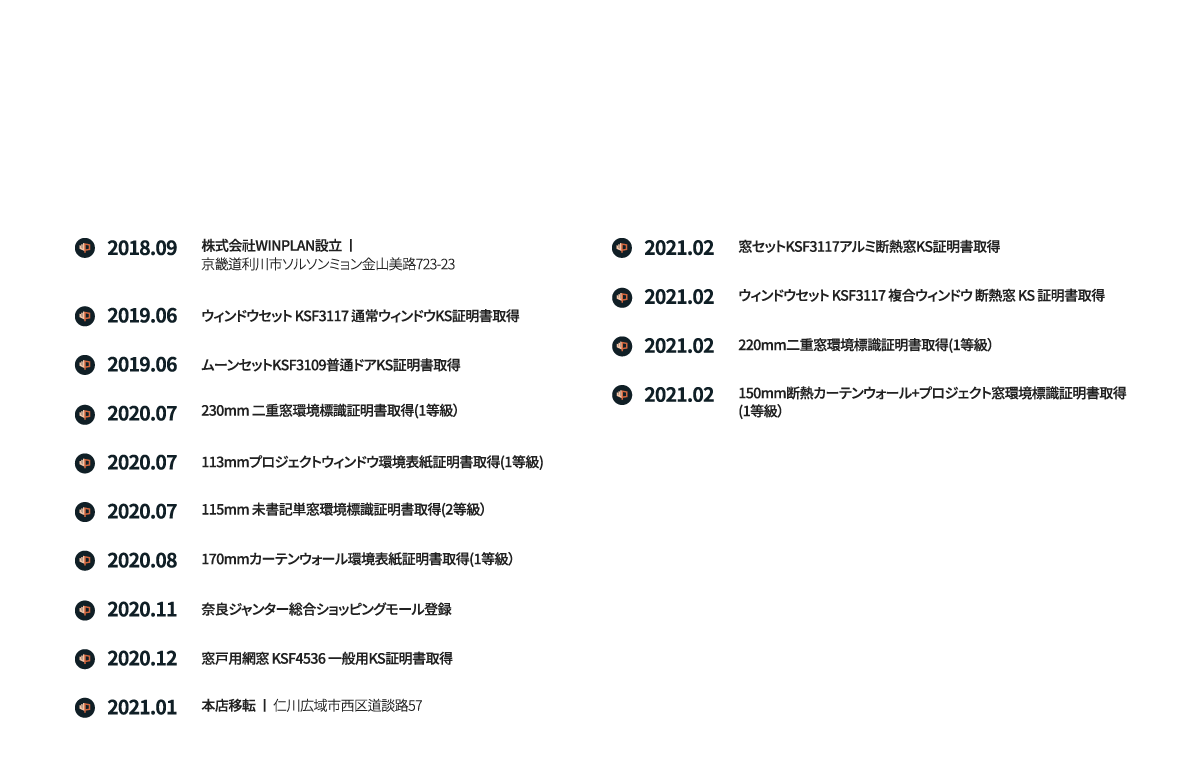 2018.09 株式会社WINPLAN設立 |
京畿道利川市ソルソンミョン金山美路723-23
2019.06 ウィンドウセット KSF3117 通常ウィンドウKS証明書取得
2019.06 ムーンセットKSF3109普通ドアKS証明書取得
2020.07 230mm 二重窓環境標識証明書取得(1等級）
2020.07 113mmプロジェクトウィンドウ環境表紙証明書取得(1等級)
2020.07 115mm 未書記単窓環境標識証明書取得(2等級）
2020.08 170mmカーテンウォール環境表紙証明書取得(1等級）
2020.11 奈良ジャンター総合ショッピングモール登録
2020.12 窓戸用網窓 KSF4536 一般用KS証明書取得
2021.01 本店移転 | 仁川広域市西区道談路57
2021.02 窓セットKSF3117アルミ断熱窓KS証明書取得
2021.02 ウィンドウセット KSF3117 複合ウィンドウ 断熱窓 KS 証明書取得
2021.02 220mm二重窓環境標識証明書取得(1等級）
2021.02 150mm断熱カーテンウォール+プロジェクト窓環境標識証明書取得
(1等級）